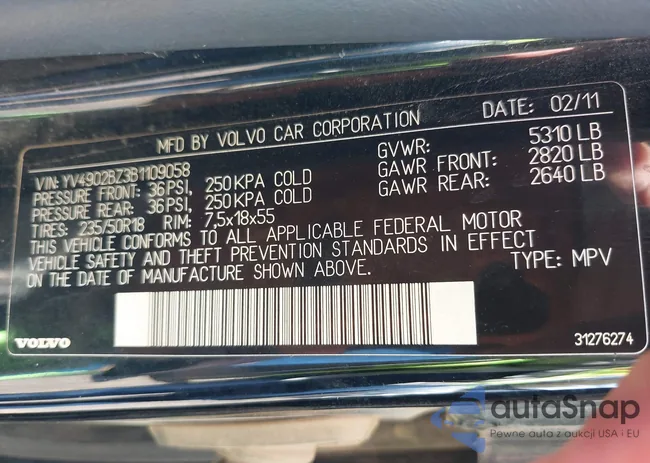 MFD BY VOLVO CAR CORPORATION
DATE: 02/11
VIN: YV4902BZ3B1109058
PRESSURE FRONT: 36PSI, 250KPA COLD
PRESSURE REAR: 36PSI, 250KPA COLD
TIRES: 235/50R18 RIM: 7,5x18x55
GVWR: 5310 LB
GAWR FRONT: 2820 LB
GAWR REAR: 2640 LB
THIS VEHICLE CONFORMS TO ALL APPLICABLE FEDERAL MOTOR
VEHICLE SAFETY AND THEFT PREVENTION STANDARDS IN EFFECT
ON THE DATE OF MANUFACTURE SHOWN ABOVE.
TYPE: MPV
VOLVO
31276274
autaSnap
Pewne auta z aukcji USA i EU